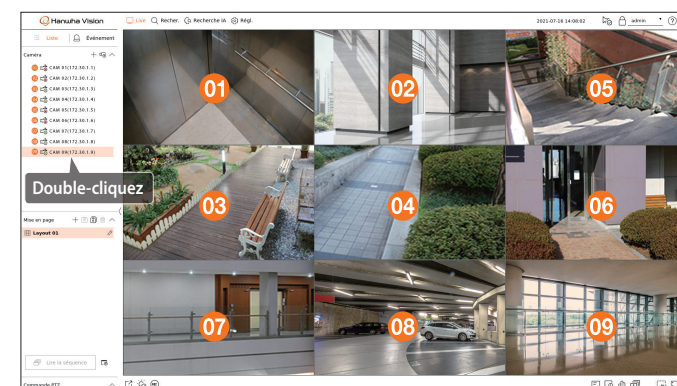 Hanwha Vision
Live
Recher.
Recherche IA
Régl.
2021-07-16 14:08:02
admin
Liste
Évènement
Caméra
CAM 01(172.30.1.1)
CAM 02(172.30.1.2)
CAM 03(172.30.1.3)
CAM 04(172.30.1.4)
CAM 05(172.30.1.5)
CAM 06(172.30.1.6)
CAM 07(172.30.1.7)
CAM 08(172.30.1.8)
CAM 09(172.30.1.9)
Double-cliquez
Mise en page
Layout 01
Lire la séquence
Commande PTZ
01
02
05
03
04
06
07
08
09